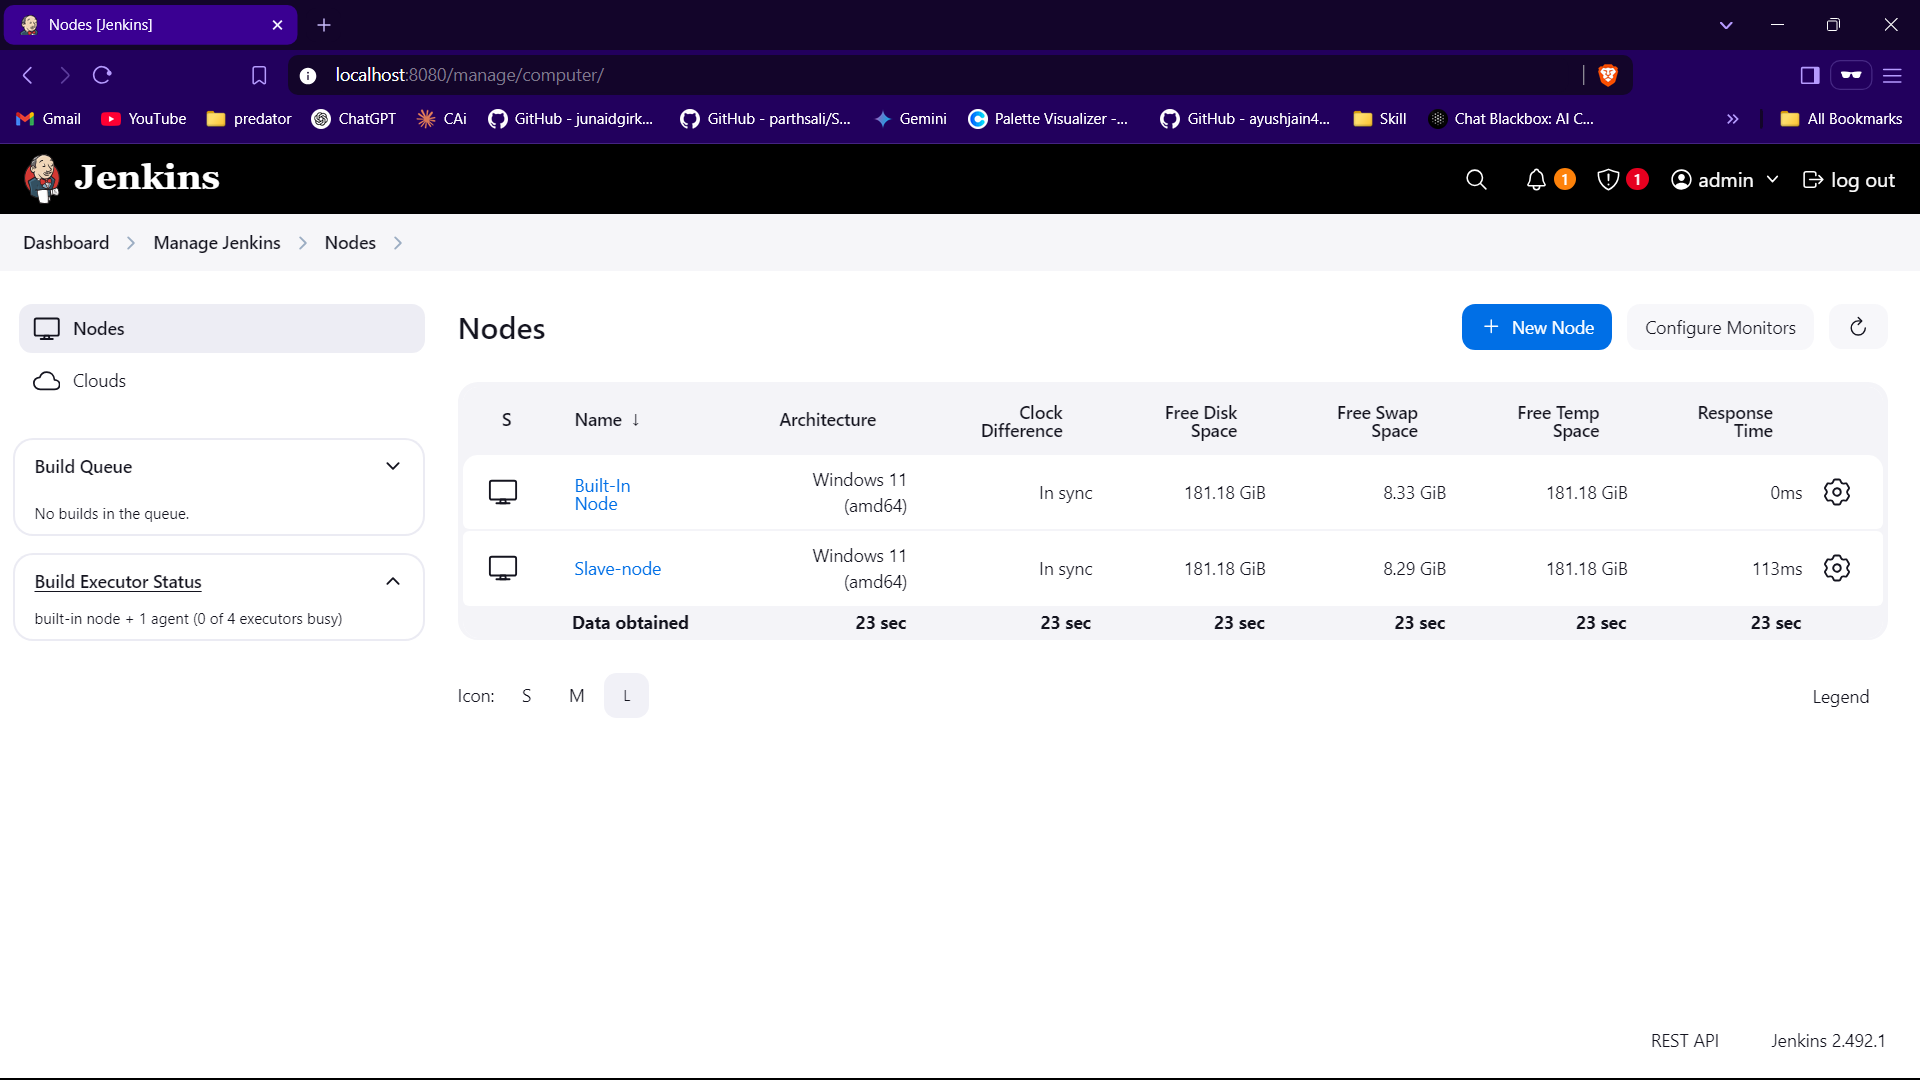 Nodes [Jenkins]
localhost:8080/manage/computer/
Gmail YouTube predator ChatGPT CAi GitHub - junaidgirk... GitHub - parthsali/S... Gemini Palette Visualizer -... GitHub - ayushjain4... Skill Chat Blackbox: AI C... » All Bookmarks
Jenkins
1 1 admin log out
Dashboard Manage Jenkins Nodes
Nodes
Clouds
Build Queue
No builds in the queue.
Build Executor Status
built-in node + 1 agent (0 of 4 executors busy)
Nodes
+ New Node Configure Monitors
S Name ↓ Architecture Clock Difference Free Disk Space Free Swap Space Free Temp Space Response Time
Built-In Node Windows 11 (amd64) In sync 181.18 GiB 8.33 GiB 181.18 GiB 0ms
Slave-node Windows 11 (amd64) In sync 181.18 GiB 8.29 GiB 181.18 GiB 113ms
Data obtained 23 sec 23 sec 23 sec 23 sec 23 sec 23 sec
Icon: S M L
Legend
REST API Jenkins 2.492.1